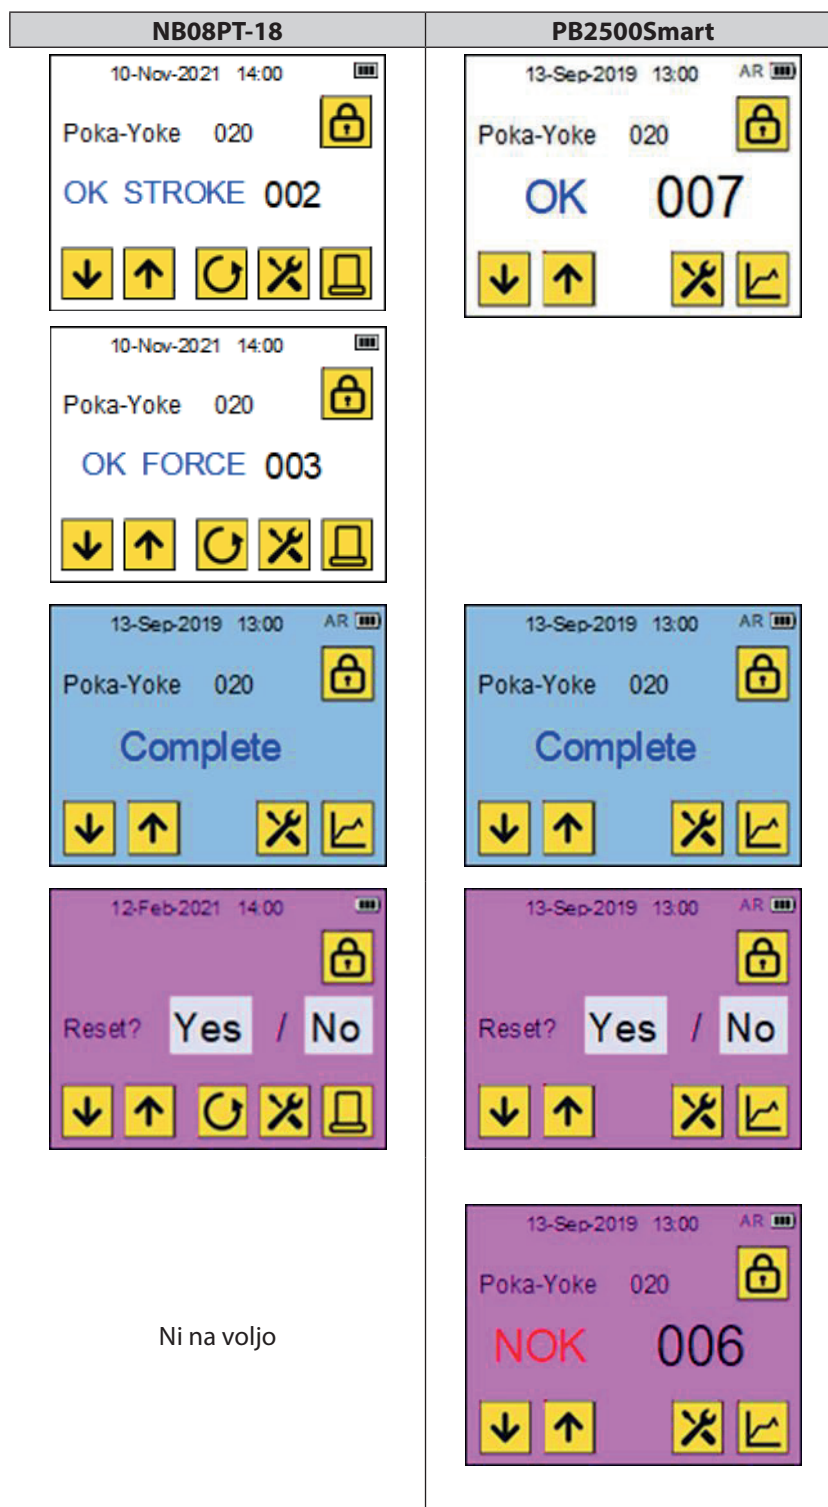 NB08PT-18
PB2500Smart
10-Nov-2021 14:00
Poka-Yoke 020
OK STROKE 002
13-Sep-2019 13:00 AR
Poka-Yoke 020
OK 007
10-Nov-2021 14:00
Poka-Yoke 020
OK FORCE 003
13-Sep-2019 13:00 AR
Poka-Yoke 020
Complete
13-Sep-2019 13:00 AR
Poka-Yoke 020
Complete
12-Feb-2021 14:00
Reset? Yes / No
13-Sep-2019 13:00 AR
Reset? Yes / No
Ni na voljo
13-Sep-2019 13:00 AR
Poka-Yoke 020
NOK 006